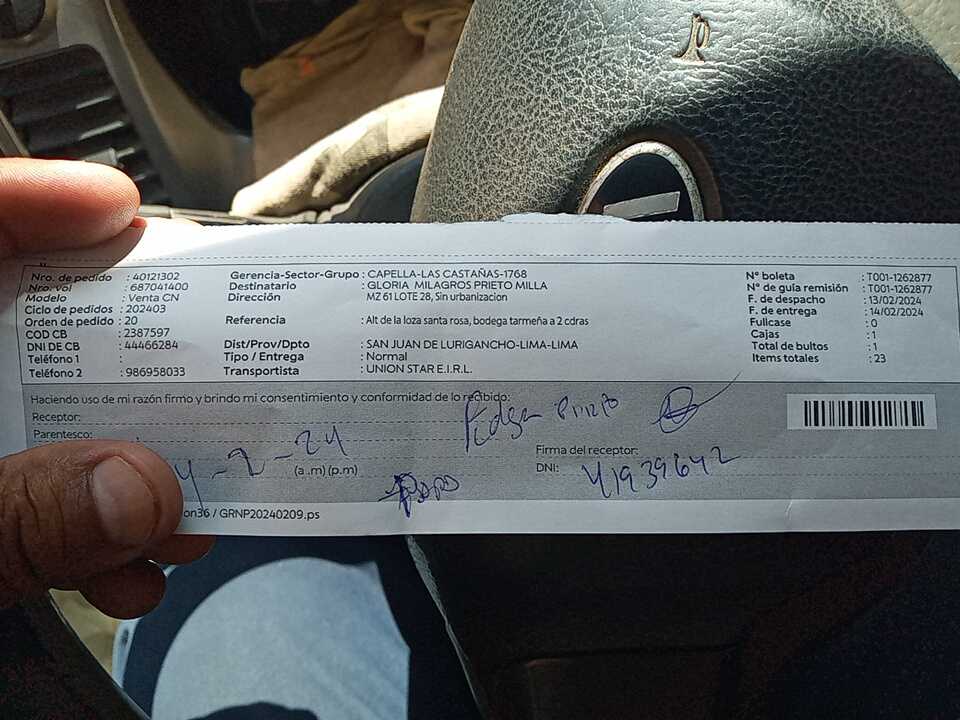 Nro. de pedido : 40121302
Nro. vol : 687041400
Modelo : Venta CN
Ciclo de pedidos : 202403
Orden de pedido : 20
COD CB : 2387597
DNI DE CB : 44466284
Teléfono 1 :
Teléfono 2 : 986958033
Gerencia-Sector-Grupo : CAPELLA-LAS CASTAÑAS-1768
Destinatario : GLORIA MILAGROS PRIETO MILLA
Dirección MZ 61 LOTE 28, Sin urbanizacion
Referencia : Alt de la loza santa rosa, bodega tarmeña a 2 cdras
Dist/Prov/Dpto : SAN JUAN DE LURIGANCHO-LIMA-LIMA
Tipo / Entrega : Normal
Transportista : UNION STAR E.I.R.L.
N° boleta : T001-1262877
N° de guía remisión : T001-1262877
F. de despacho : 13/02/2024
F. de entrega : 14/02/2024
Fullcase : 0
Cajas : 1
Total de bultos : 1
Items totales : 23
Haciendo uso de mi razón firmo y brindo mi consentimiento y conformidad de lo recibido:
Receptor:
Prieto
Parentesco:
4-2-24
(a.m) (p.m)
Firma del receptor:
DNI: 41939642
on36 / GRNP20240209.ps